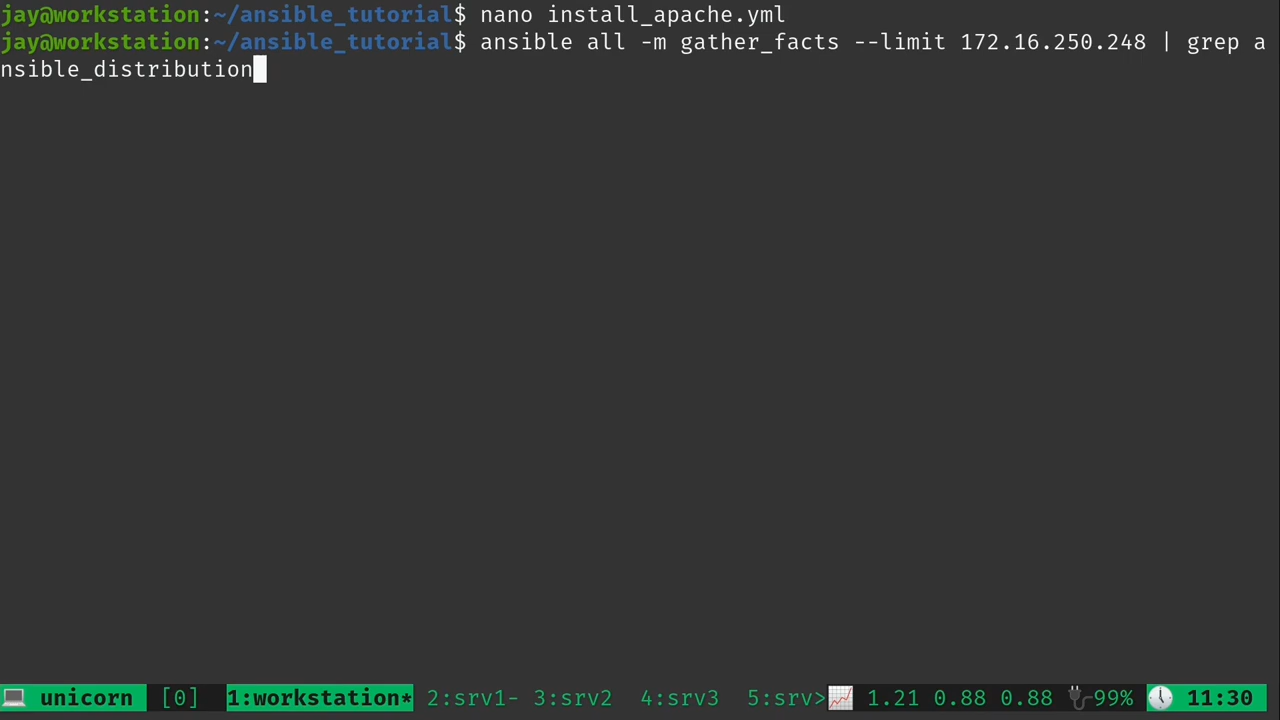 jay@workstation:~/ansible_tutorial$ nano install_apache.yml
jay@workstation:~/ansible_tutorial$ ansible all -m gather_facts --limit 172.16.250.248 | grep a
nsible_distribution
unicorn [0] 1:workstation* 2:srv1- 3:srv2 4:srv3 5:srv> 1.21 0.88 0.88 99% 11:30